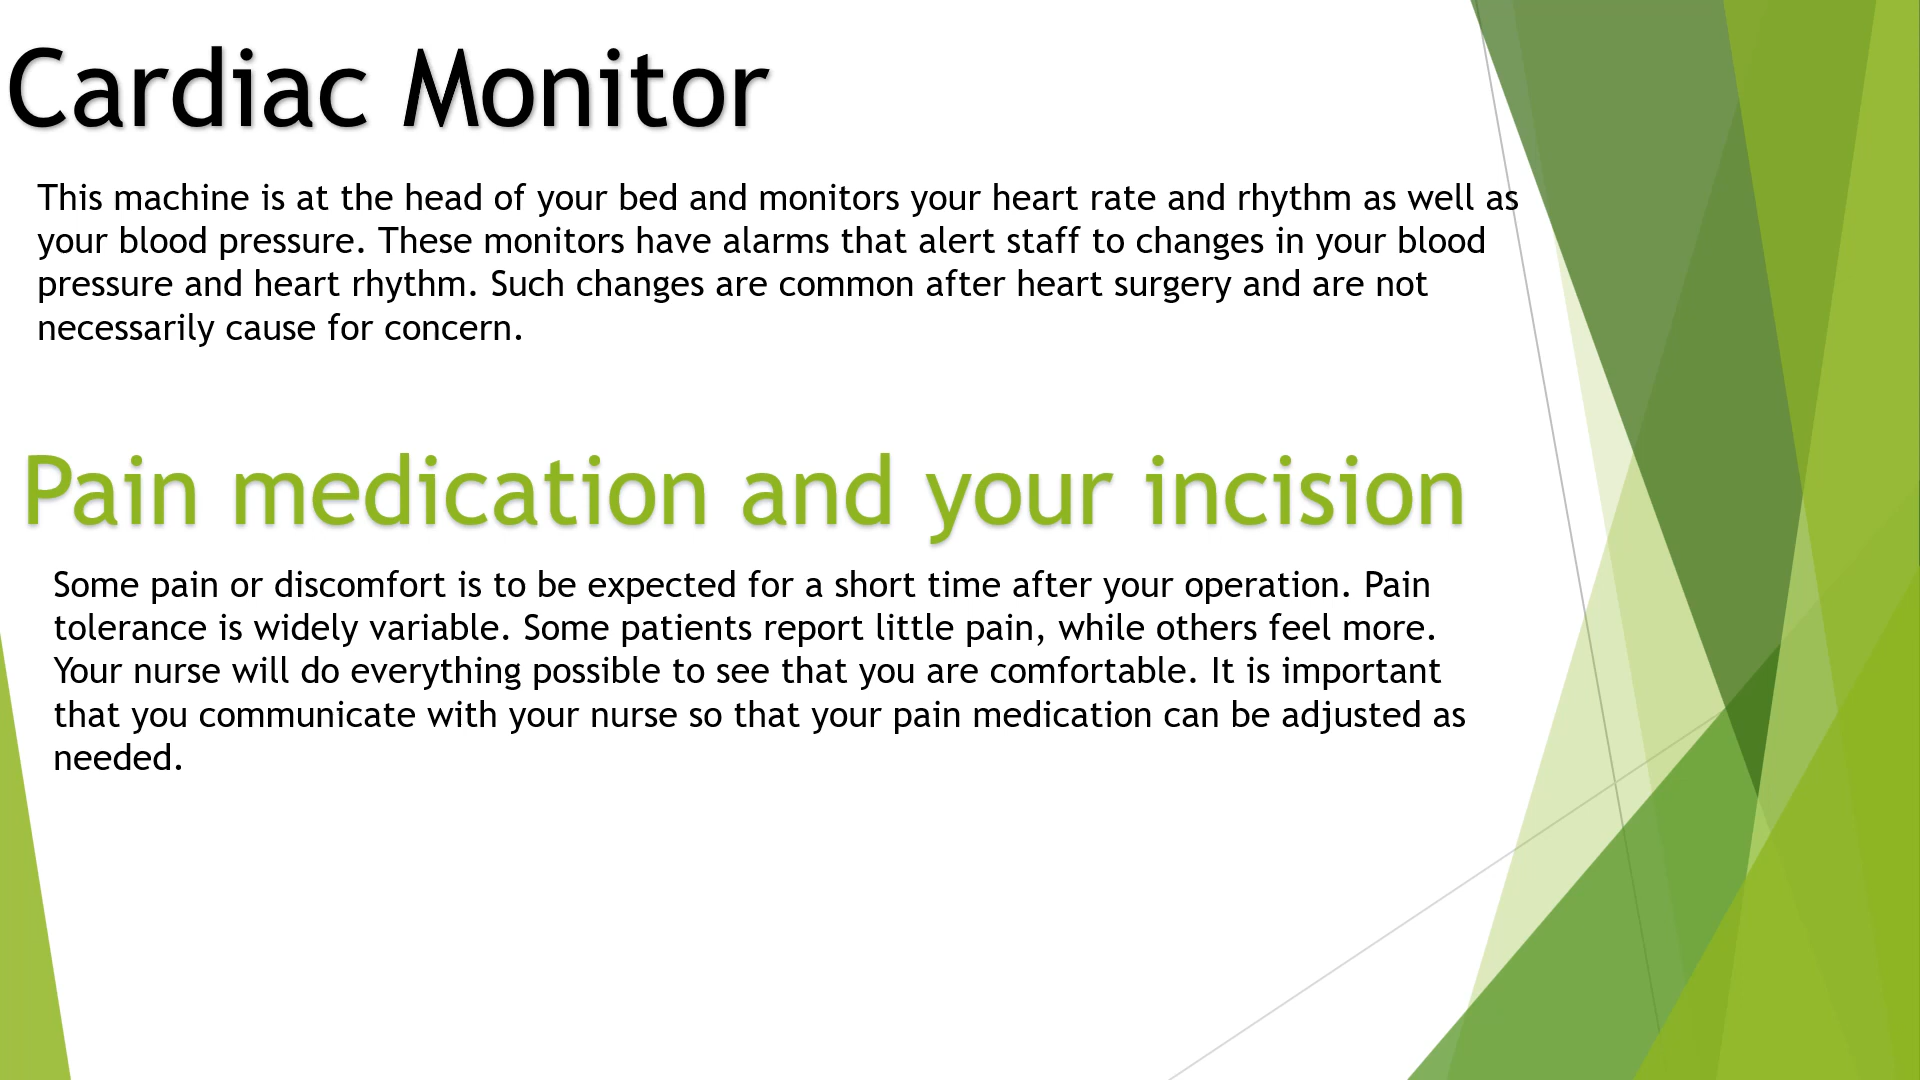 Cardiac Monitor
This machine is at the head of your bed and monitors your heart rate and rhythm as well as
your blood pressure. These monitors have alarms that alert staff to changes in your blood
pressure and heart rhythm. Such changes are common after heart surgery and are not
necessarily cause for concern.
Pain medication and your incision
Some pain or discomfort is to be expected for a short time after your operation. Pain
tolerance is widely variable. Some patients report little pain, while others feel more.
Your nurse will do everything possible to see that you are comfortable. It is important
that you communicate with your nurse so that your pain medication can be adjusted as
needed.